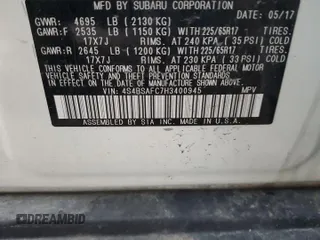 MFD BY SUBARU CORPORATION DATE 05/17
GVWR: 4695 LB (2130 KG)
GAWR:F 2535 LB (1150 KG) WITH 225/65R17 TIRES,
17X7J RIMS, AT 240 KPA (35 PSI) COLD
GAWR:R 2645 LB (1200 KG) WITH 225/65R17 TIRES,
17X7J RIMS, AT 230 KPA (33 PSI) COLD
THIS VEHICLE CONFORMS TO ALL APPLICABLE FEDERAL MOTOR
VEHICLE SAFETY, BUMPER, AND THEFT PREVENTION STANDARDS
IN EFFECT ON THE DATE OF MANUFACTURE SHOWN ABOVE.
VIN: 4S4BSAFC7H3400945 MPV
ASSEMBLED BY SIA INC. IN U.S.A.
DREAMBID